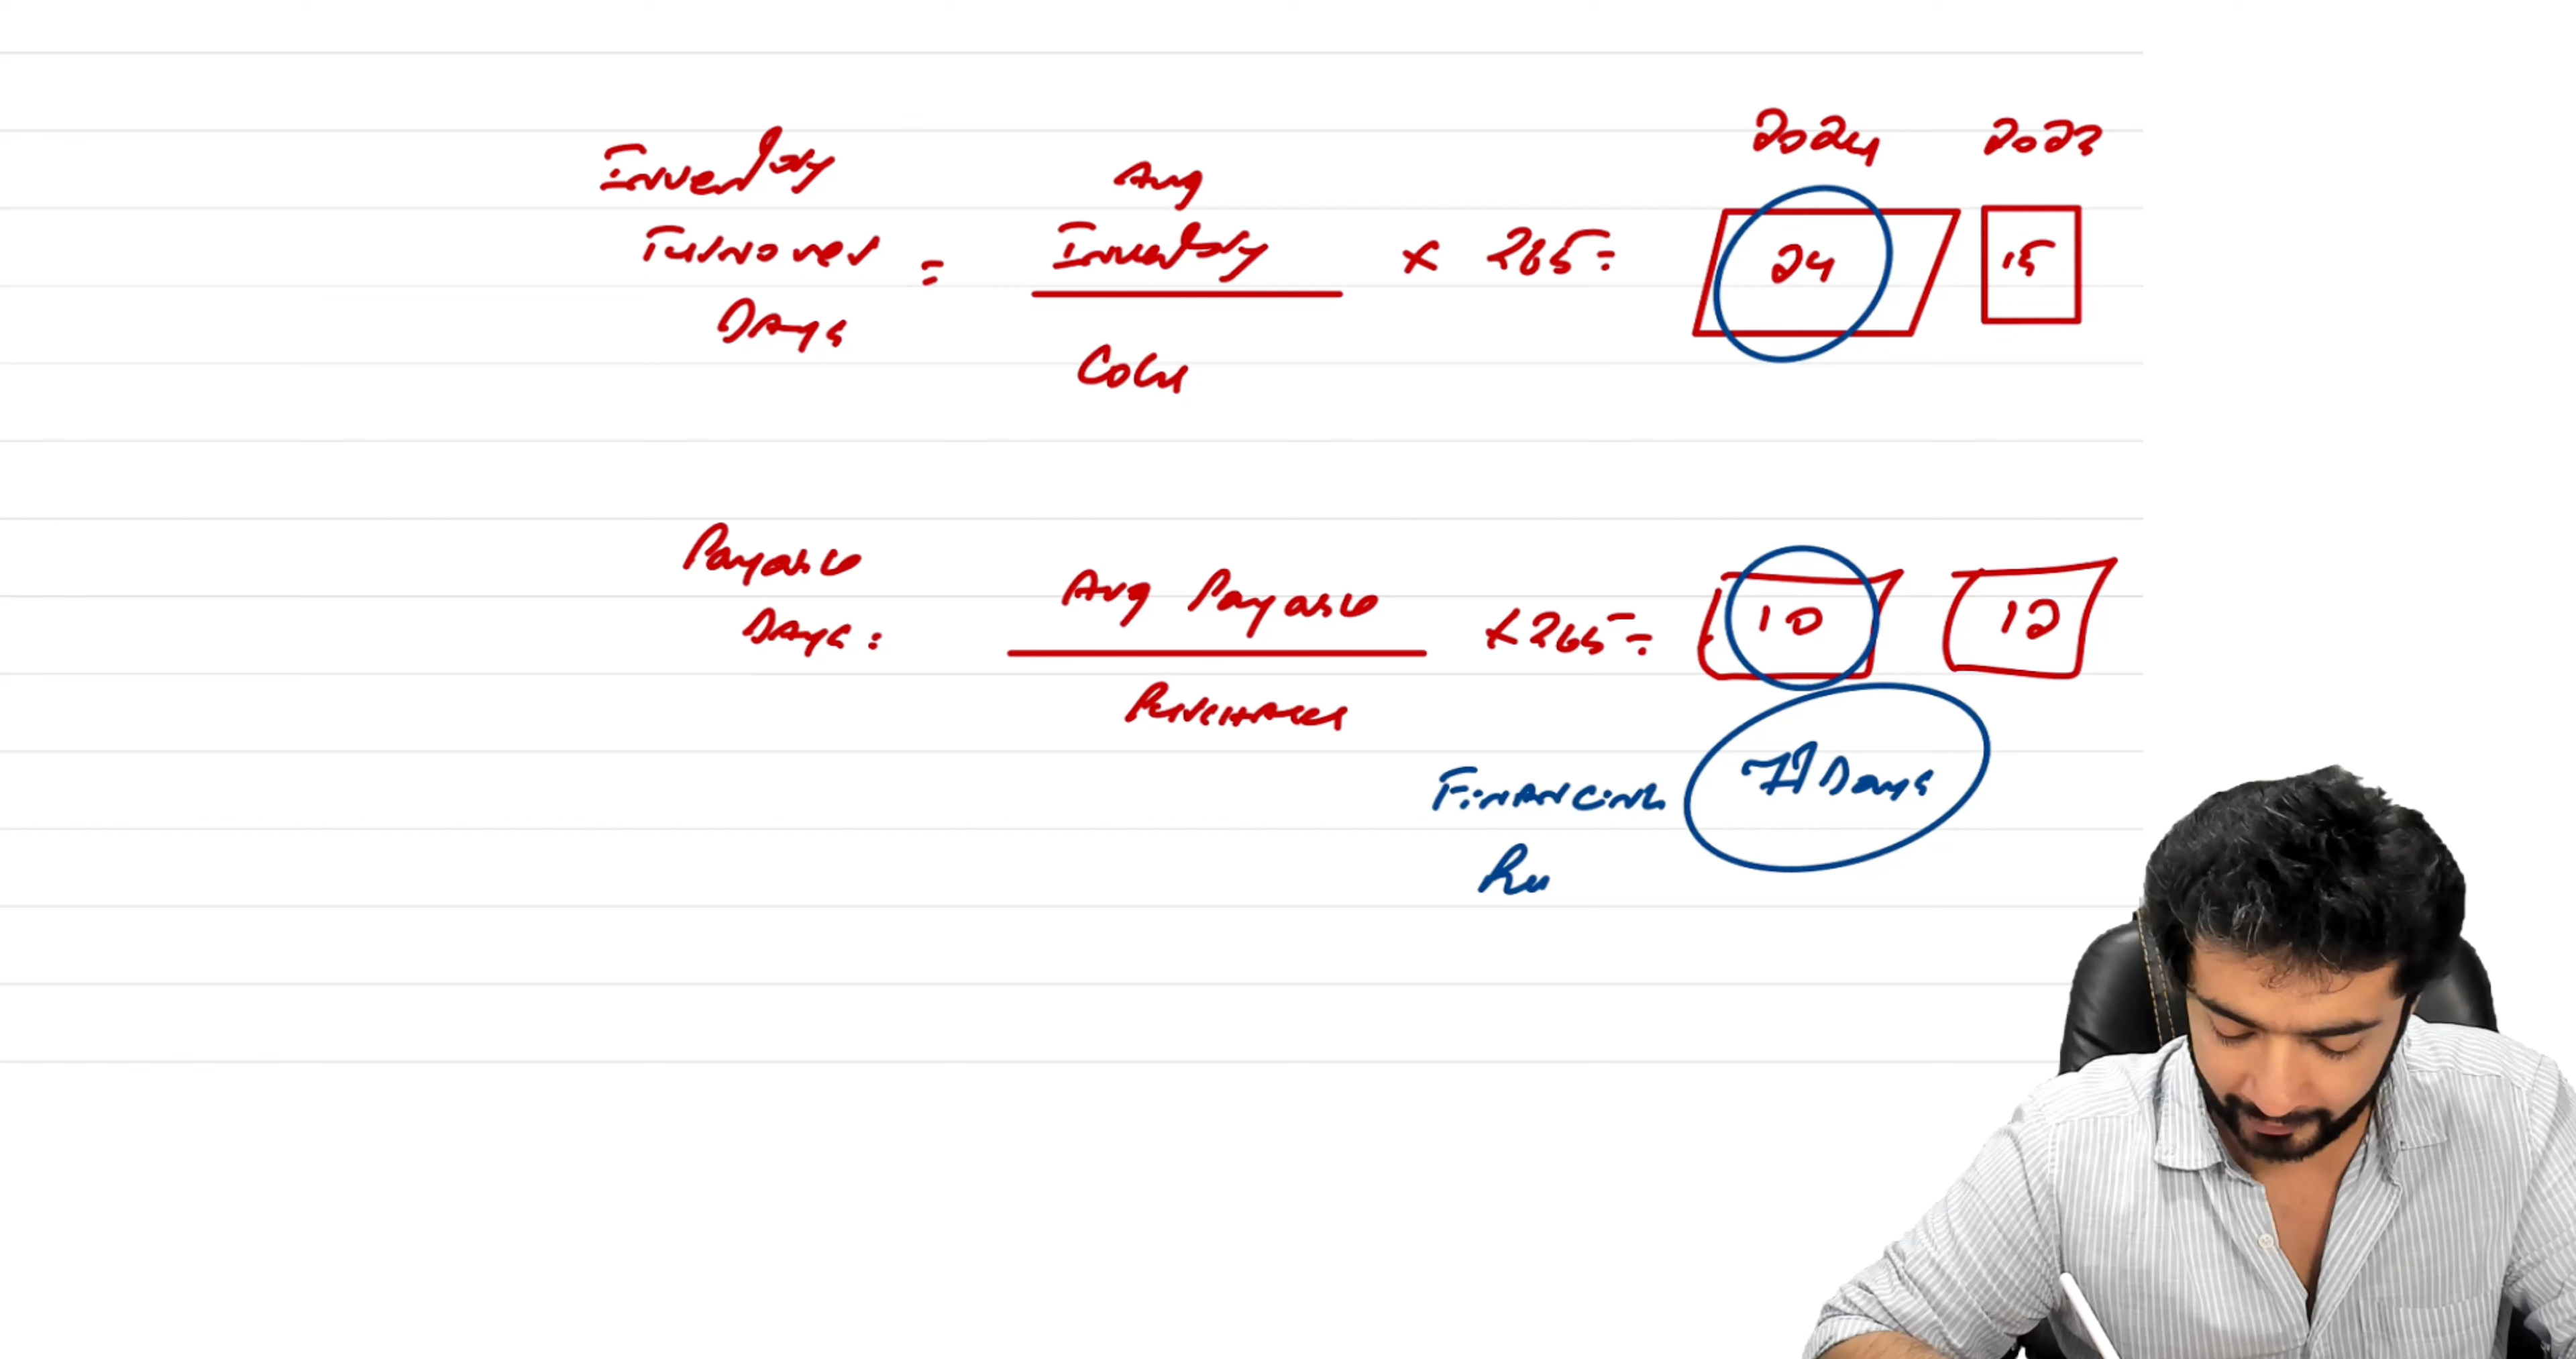 2024 2023
Inventory
Turnover
Days =
Avg
Inventory
COGS
× 365 =
24 15
Payable
Days =
Avg Payable
Purchases
× 365 =
10 12
Financing
Days